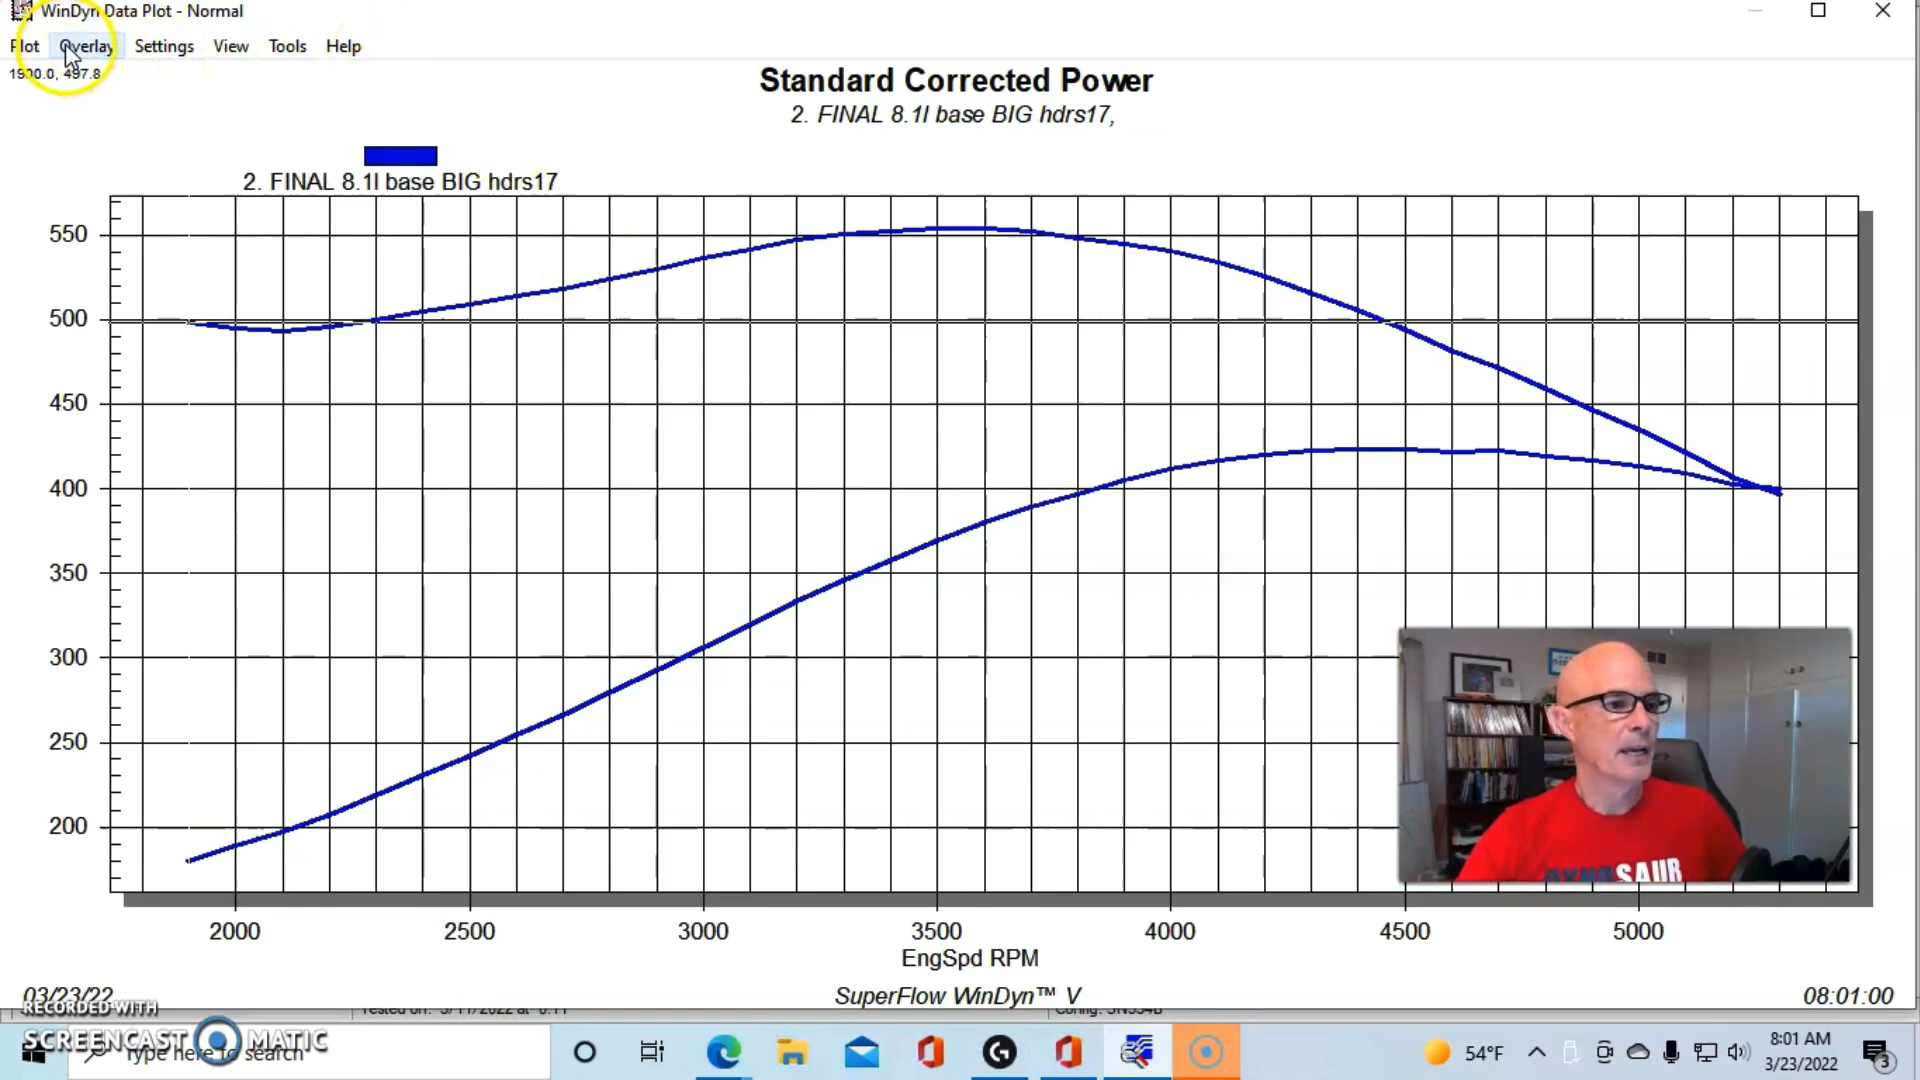 WinDyn Data Plot - Normal
Plot Overlay Settings View Tools Help
1900.0, 497.8
Standard Corrected Power
2. FINAL 8.1l base BIG hdrs17,
2. FINAL 8.1l base BIG hdrs17
550
500
450
400
350
300
250
200
2000 2500 3000 3500 4000 4500 5000
EngSpd RPM
03/23/22 SuperFlow WinDyn™ V 08:01:00
RECORDED WITH
SCREENCAST MATIC
Type here to search
54°F
8:01 AM
3/23/2022
3
SAUR